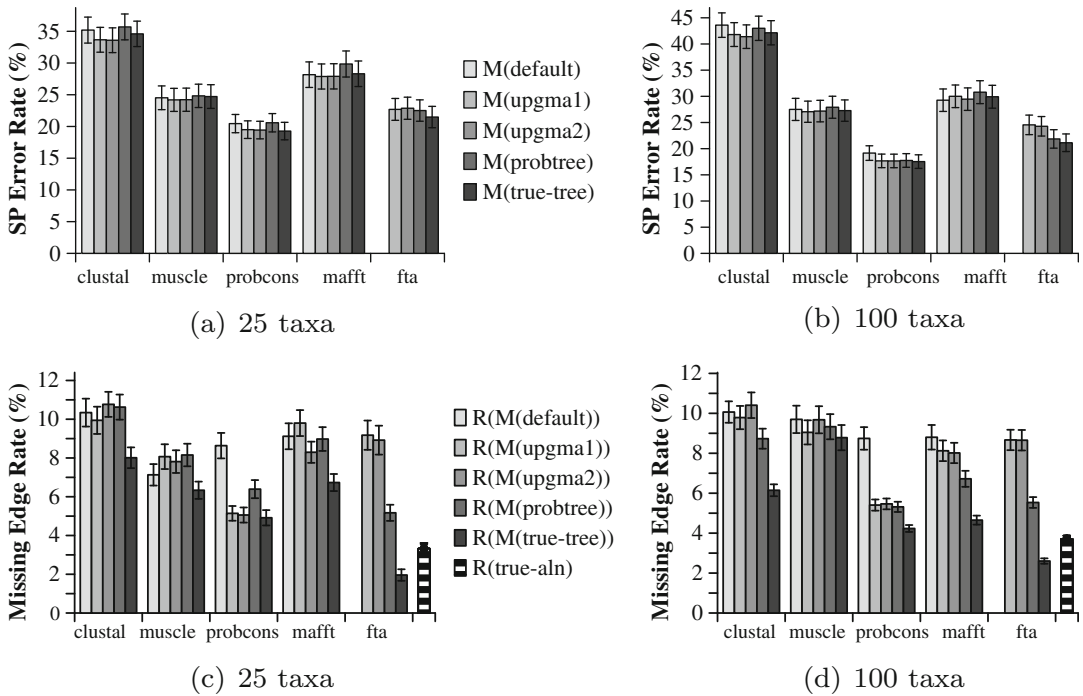 SP Error Rate (%)
35
30
25
20
15
10
5
0
clustal muscle probcons mafft fta
(a) 25 taxa
M(default)
M(upgma1)
M(upgma2)
M(probtree)
M(true-tree)
SP Error Rate (%)
45
40
35
30
25
20
15
10
5
0
clustal muscle probcons mafft fta
(b) 100 taxa
Missing Edge Rate (%)
12
10
8
6
4
2
0
clustal muscle probcons mafft fta
(c) 25 taxa
R(M(default))
R(M(upgma1))
R(M(upgma2))
R(M(probtree))
R(M(true-tree))
R(true-aln)
Missing Edge Rate (%)
12
10
8
6
4
2
0
clustal muscle probcons mafft fta
(d) 100 taxa